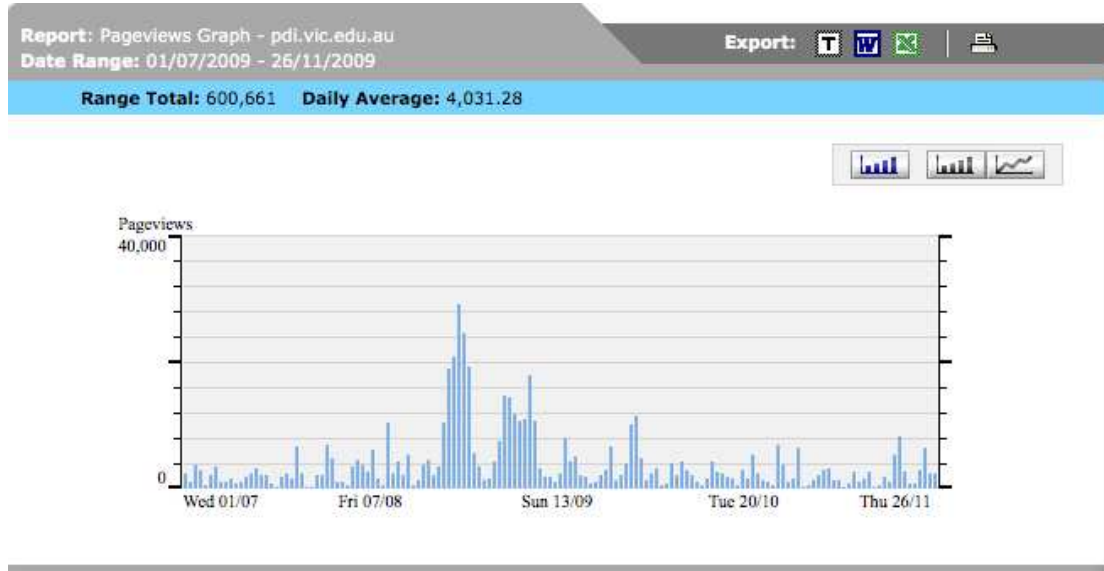 Report: Pageviews Graph - pdi.vic.edu.au
Date Range: 01/07/2009 - 26/11/2009
Export: T W X
Range Total: 600,661 Daily Average: 4,031.28
Pageviews
40,000
0
Wed 01/07 Fri 07/08 Sun 13/09 Tue 20/10 Thu 26/11